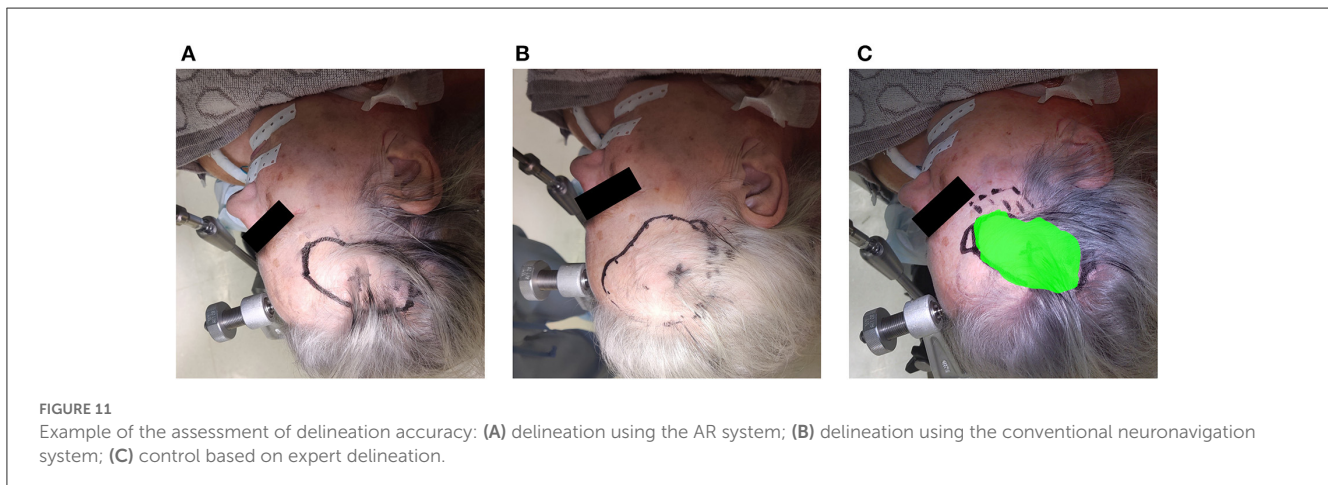 A
B
C
FIGURE 11
Example of the assessment of delineation accuracy: (A) delineation using the AR system; (B) delineation using the conventional neuronavigation
system; (C) control based on expert delineation.